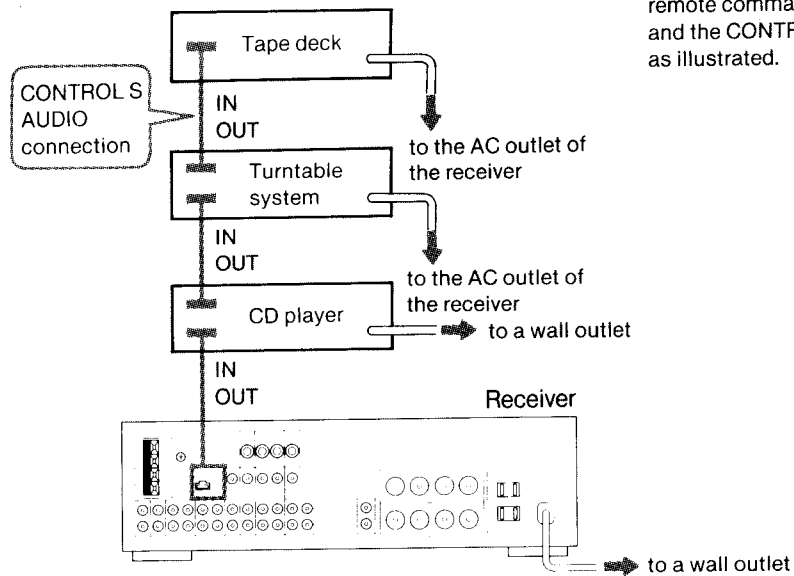 remote comma
and the CONTR
as illustrated.
Tape deck
CONTROL S
AUDIO
connection
IN
OUT
to the AC outlet of
the receiver
Turntable
system
IN
OUT
to the AC outlet of
the receiver
CD player
to a wall outlet
IN
OUT
Receiver
to a wall outlet